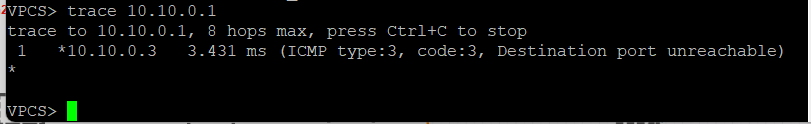 VPCS> trace 10.10.0.1
trace to 10.10.0.1, 8 hops max, press Ctrl+C to stop
 1   *10.10.0.3   3.431 ms (ICMP type:3, code:3, Destination port unreachable)
*
VPCS>